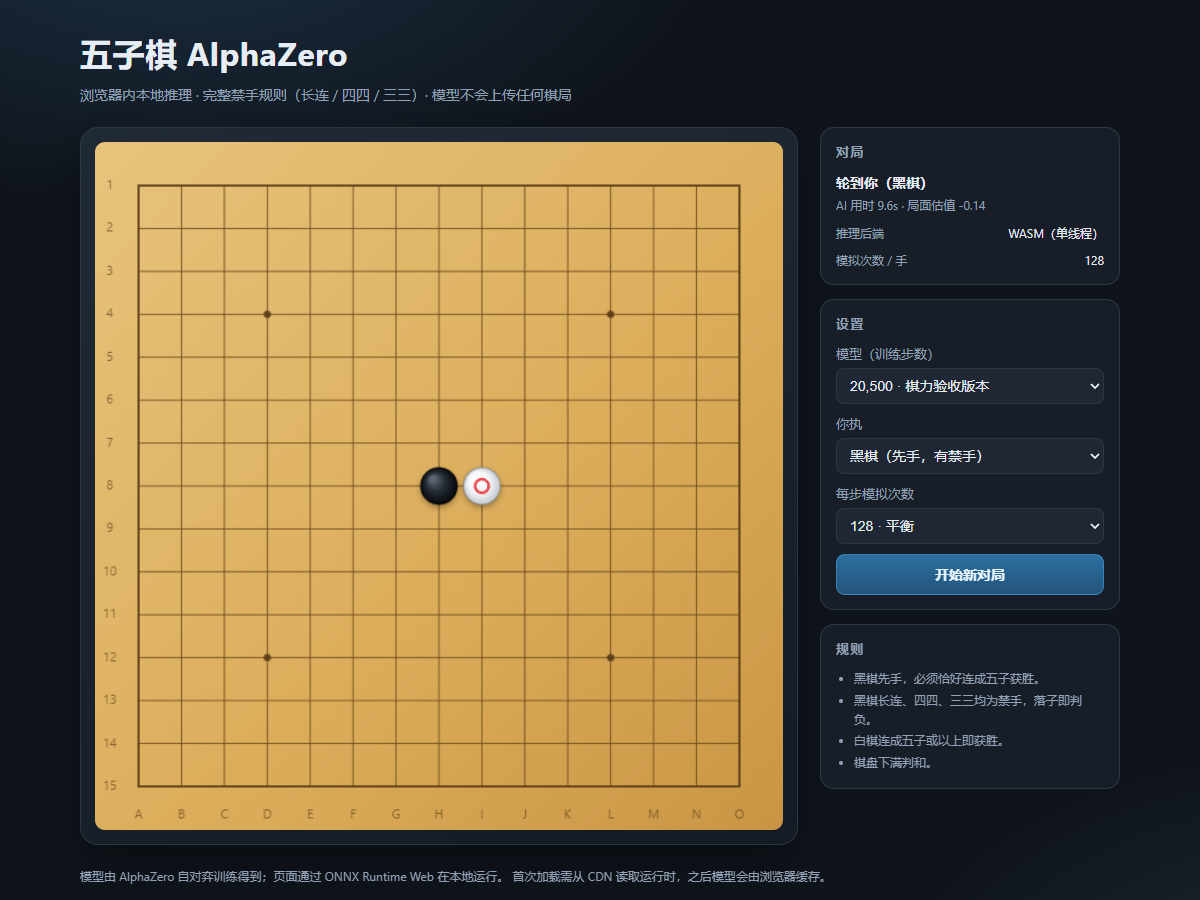 五子棋 AlphaZero
浏览器内本地推理 · 完整禁手规则（长连 / 四四 / 三三）· 模型不会上传任何棋局
1
2
3
4
5
6
7
8
9
10
11
12
13
14
15
A B C D E F G H I J K L M N O
对局
轮到你（黑棋）
AI 用时 9.6s · 局面估值 -0.14
推理后端 WASM（单线程）
模拟次数 / 手 128
设置
模型（训练步数）
20,500 · 棋力验收版本
你执
黑棋（先手，有禁手）
每步模拟次数
128 · 平衡
开始新对局
规则
• 黑棋先手，必须恰好连成五子获胜。
• 黑棋长连、四四、三三均为禁手，落子即判
负。
• 白棋连成五子或以上即获胜。
• 棋盘下满判和。
模型由 AlphaZero 自对弈训练得到；页面通过 ONNX Runtime Web 在本地运行。 首次加载需从 CDN 读取运行时，之后模型会由浏览器缓存。